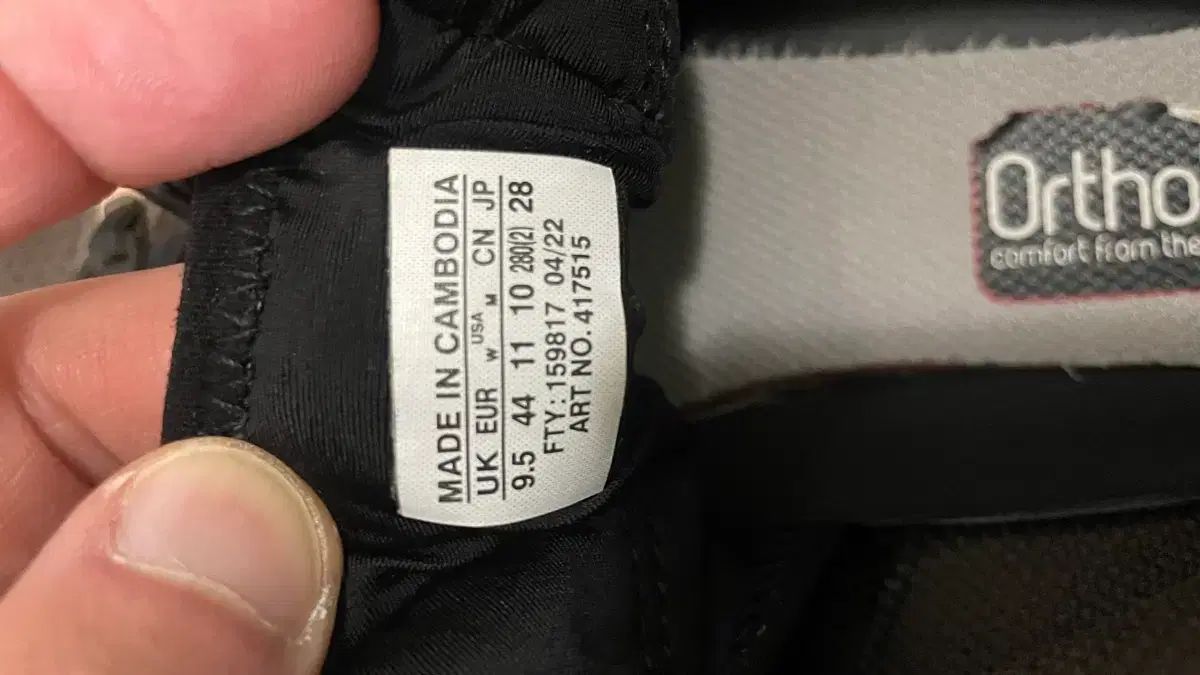 MADE IN CAMBODIA
UK EUR W USA M CN JP
9.5 44 11 10 280(2) 28
FTY: 159817 04/22
ART NO. 417515
Ortho
comfort from the